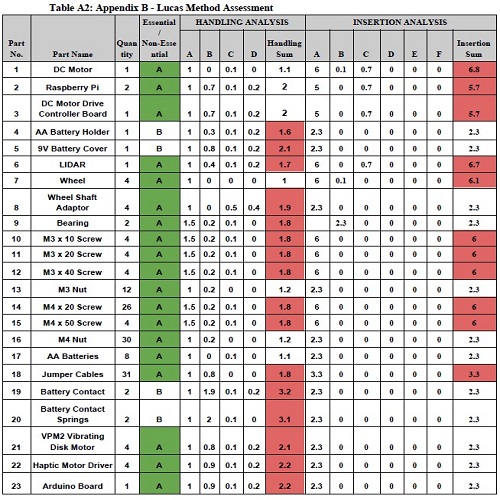 Table A2: Appendix B - Lucas Method Assessment
Part No. Part Name Quan tity Essential / Non-Esse ntial HANDLING ANALYSIS INSERTION ANALYSIS
A B C D Handling Sum A B C D E F Insertion Sum
1 DC Motor 1 A 1 0 0.1 0 1.1 6 0.1 0.7 0 0 0 6.8
2 Raspberry Pi 2 A 1 0.7 0.1 0.2 2 5 0 0.7 0 0 0 5.7
3 DC Motor Drive Controller Board 1 A 1 0.7 0.1 0.2 2 5 0 0.7 0 0 0 5.7
4 AA Battery Holder 1 B 1 0.3 0.1 0.2 1.6 2.3 0 0 0 0 0 2.3
5 9V Battery Cover 1 B 1 0.8 0.1 0.2 2.1 2.3 0 0 0 0 0 2.3
6 LIDAR 1 A 1 0.4 0.1 0.2 1.7 6 0 0.7 0 0 0 6.7
7 Wheel 4 A 1 0 0 0 1 6 0.1 0 0 0 0 6.1
8 Wheel Shaft Adaptor 4 A 1 0 0.5 0.4 1.9 2.3 0 0 0 0 0 2.3
9 Bearing 2 A 1.5 0.2 0.1 0 1.8 2.3 0 0 0 0 2.3
10 M3 x 10 Screw 4 A 1.5 0.2 0.1 0 1.8 6 0 0 0 0 0 6
11 M3 x 20 Screw 4 A 1.5 0.2 0.1 0 1.8 6 0 0 0 0 0 6
12 M3 x 40 Screw 4 A 1.5 0.2 0.1 0 1.8 6 0 0 0 0 0 6
13 M3 Nut 12 A 1 0.2 0 0 1.2 2.3 0 0 0 0 0 2.3
14 M4 x 20 Screw 26 A 1.5 0.2 0.1 0 1.8 6 0 0 0 0 0 6
15 M4 x 50 Screw 4 A 1.5 0.2 0.1 0 1.8 6 0 0 0 0 0 6
16 M4 Nut 30 A 1 0.2 0 0 1.2 2.3 0 0 0 0 0 2.3
17 AA Batteries 8 A 1 0 0.1 0 1.1 2.3 0 0 0 0 0 2.3
18 Jumper Cables 31 A 1 0.8 0 0 1.8 3.3 0 0 0 0 0 3.3
19 Battery Contact 2 B 1 1.9 0.1 0.2 3.2 2.3 0 0 0 0 0 2.3
20 Battery Contact Springs 2 B 1 2 0.1 0 3.1 2.3 0 0 0 0 0 2.3
21 VPM2 Vibrating Disk Motor 4 A 1 0.8 0.1 0.2 2.1 2.3 0 0 0 0 0 2.3
22 Haptic Motor Driver 4 A 1 0.9 0.1 0.2 2.2 2.3 0 0 0 0 0 2.3
23 Arduino Board 1 A 1 0.9 0.1 0.2 2.2 2.3 0 0 0 0 0 2.3